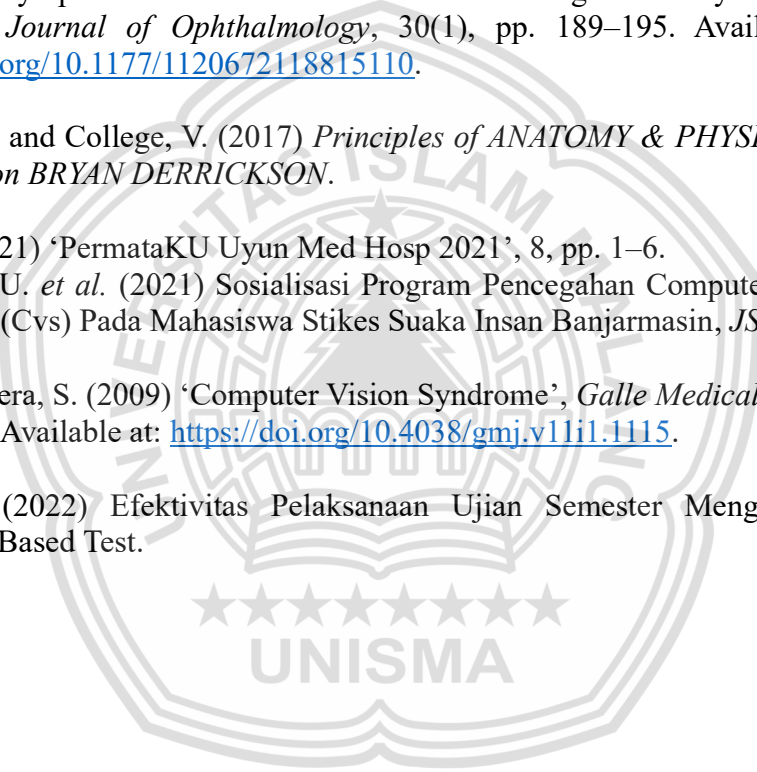 Journal of Ophthalmology, 30(1), pp. 189–195. Avail
org/10.1177/1120672118815110.
and College, V. (2017) Principles of ANATOMY & PHYSI
on BRYAN DERRICKSON.
21) ‘PermataKU Uyun Med Hosp 2021’, 8, pp. 1–6.
U. et al. (2021) Sosialisasi Program Pencegahan Compute
(Cvs) Pada Mahasiswa Stikes Suaka Insan Banjarmasin, JS
era, S. (2009) ‘Computer Vision Syndrome’, Galle Medical
Available at: https://doi.org/10.4038/gmj.v11i1.1115.
(2022) Efektivitas Pelaksanaan Ujian Semester Meng
Based Test.
UNIVERSITAS ISLAM MALANG
UNISMA